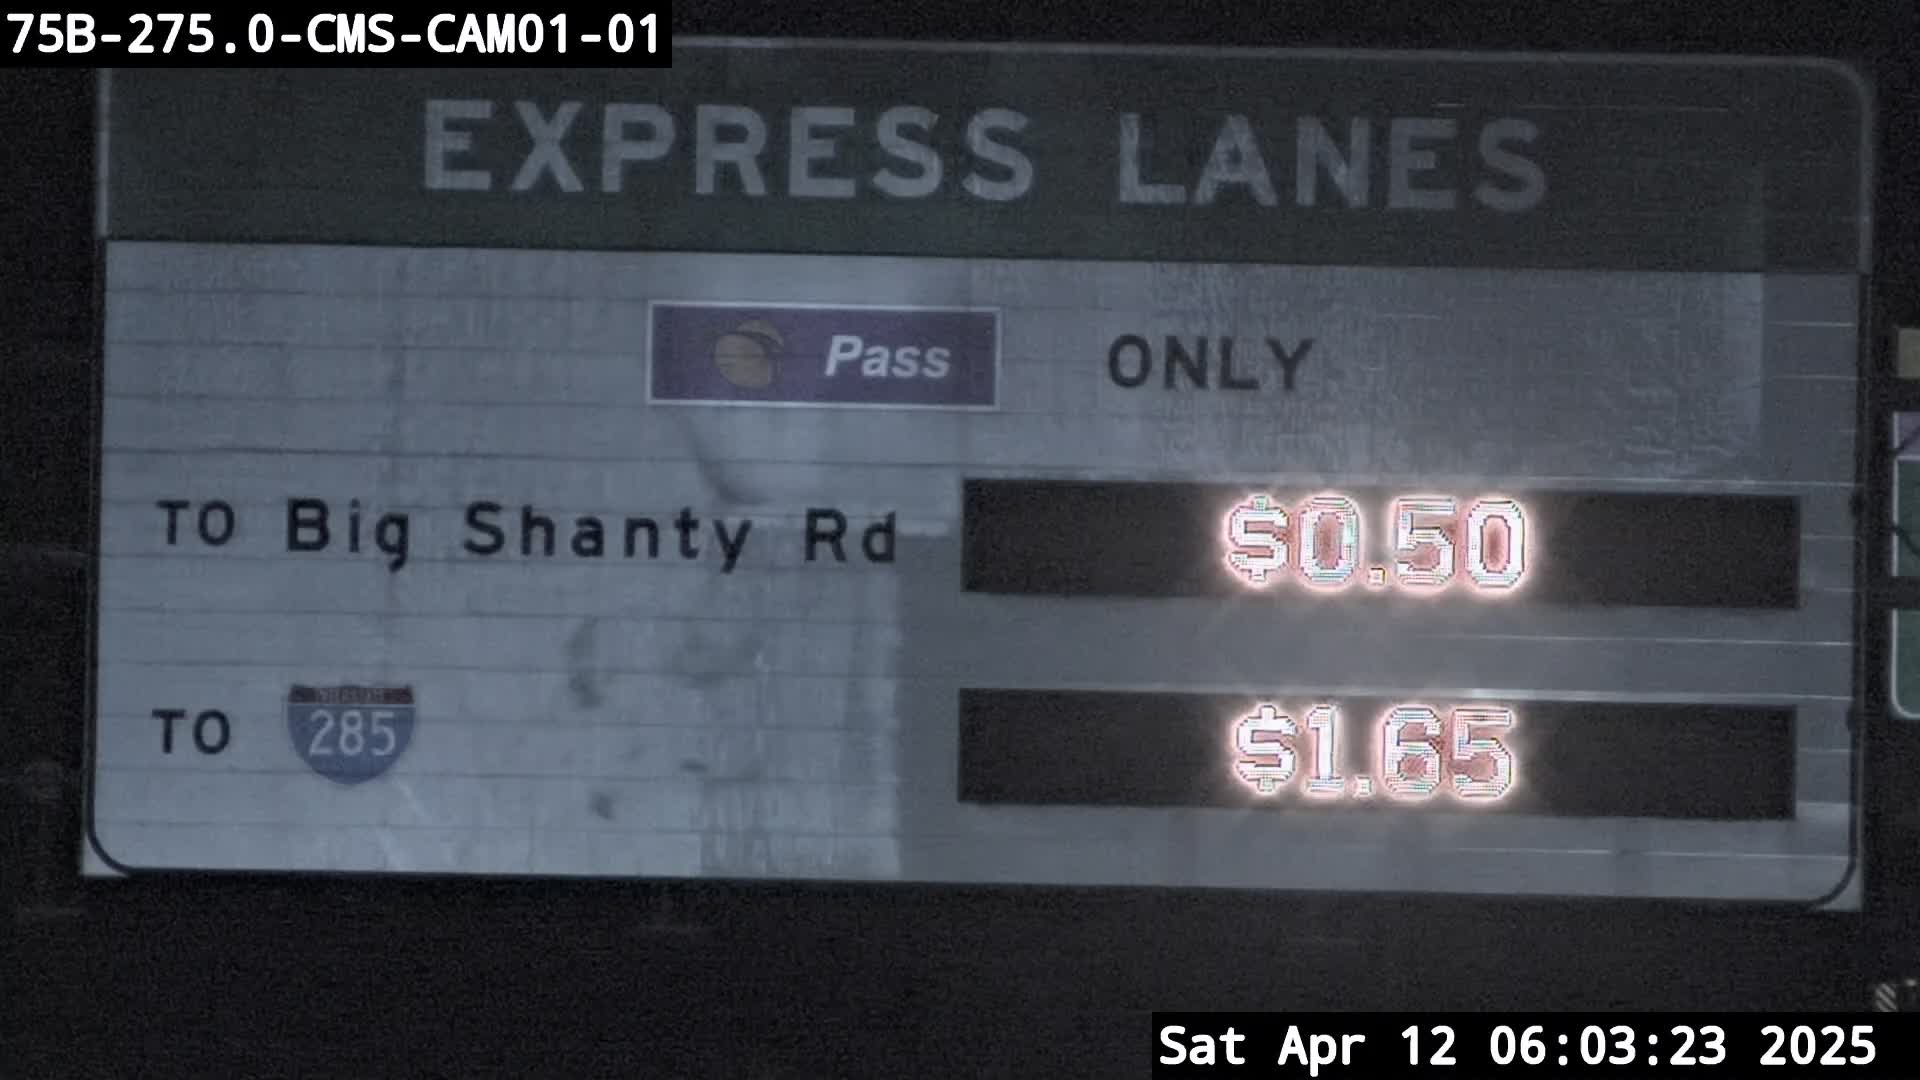 75B-275.0-CMS-CAM01-01
EXPRESS LANES
Pass ONLY
TO Big Shanty Rd $0.50
INTERSTATE
TO 285 $1.65
Sat Apr 12 06:03:23 2025